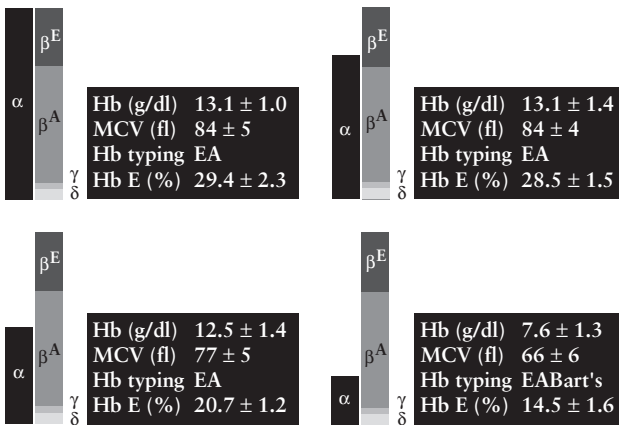 α
β^E
β^A
γ
δ
Hb (g/dl) 13.1 ± 1.0
MCV (fl) 84 ± 5
Hb typing EA
Hb E (%) 29.4 ± 2.3
α
β^E
β^A
γ
δ
Hb (g/dl) 13.1 ± 1.4
MCV (fl) 84 ± 4
Hb typing EA
Hb E (%) 28.5 ± 1.5
α
β^E
β^A
γ
δ
Hb (g/dl) 12.5 ± 1.4
MCV (fl) 77 ± 5
Hb typing EA
Hb E (%) 20.7 ± 1.2
α
β^E
β^A
γ
δ
Hb (g/dl) 7.6 ± 1.3
MCV (fl) 66 ± 6
Hb typing EABart's
Hb E (%) 14.5 ± 1.6